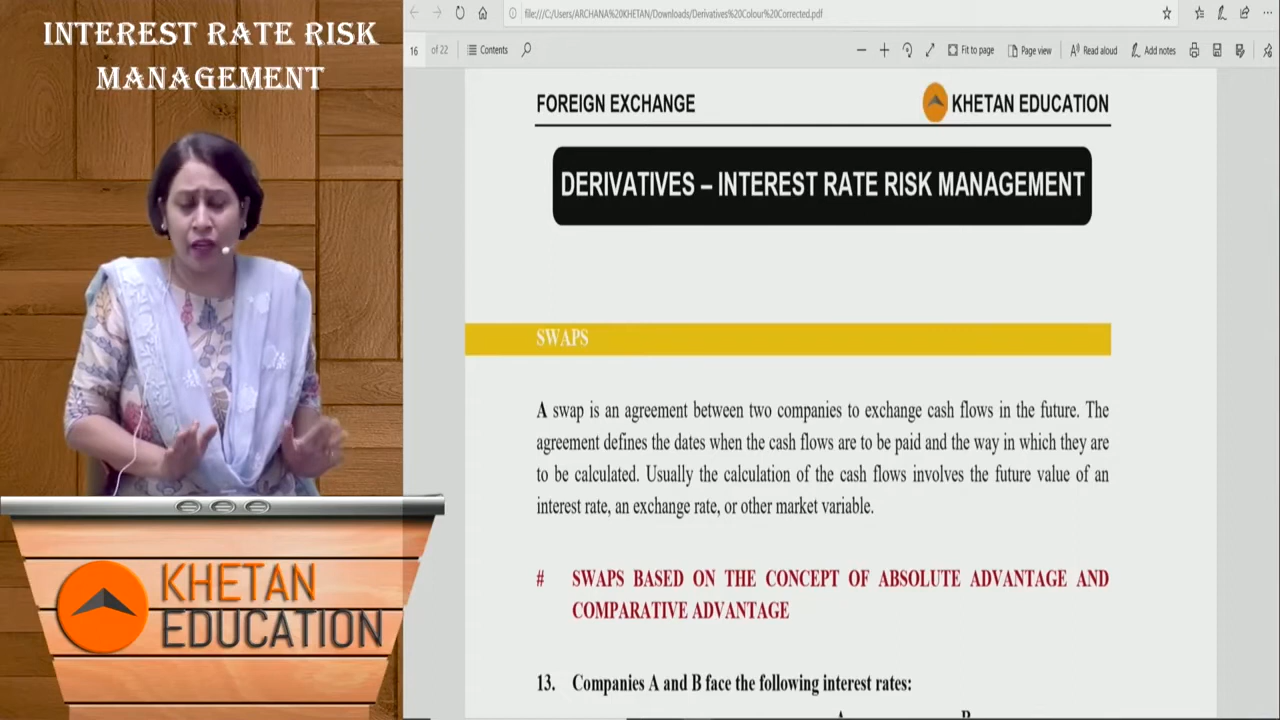 INTEREST RATE RISK
MANAGEMENT
KHETAN
EDUCATION
file:///C:/Users/ARCHANA%20KHETAN/Downloads/Derivatives%20Colour%20Corrected.pdf
16 of 22 Contents Fit to page Page view Read aloud Add notes
FOREIGN EXCHANGE KHETAN EDUCATION
DERIVATIVES – INTEREST RATE RISK MANAGEMENT
SWAPS
A swap is an agreement between two companies to exchange cash flows in the future. The
agreement defines the dates when the cash flows are to be paid and the way in which they are
to be calculated. Usually the calculation of the cash flows involves the future value of an
interest rate, an exchange rate, or other market variable.
# SWAPS BASED ON THE CONCEPT OF ABSOLUTE ADVANTAGE AND
COMPARATIVE ADVANTAGE
13. Companies A and B face the following interest rates:
A B